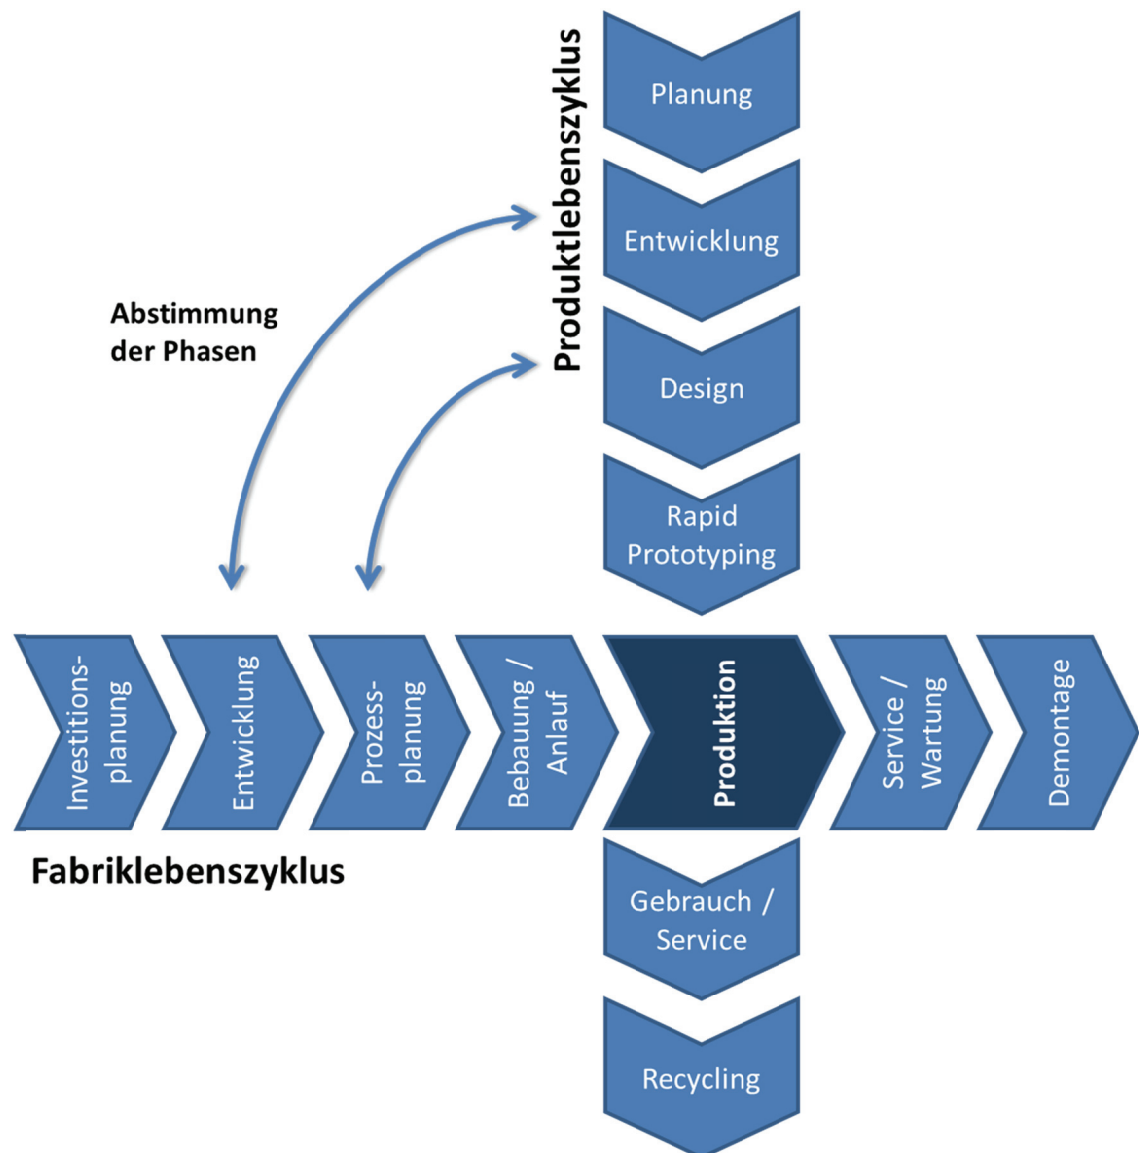 Produktlebenszyklus
Planung
Entwicklung
Design
Rapid
Prototyping
Abstimmung
der Phasen
Investitions-
planung
Entwicklung
Prozess-
planung
Bebauung /
Anlauf
Produktion
Service /
Wartung
Demontage
Fabriklebenszyklus
Gebrauch /
Service
Recycling